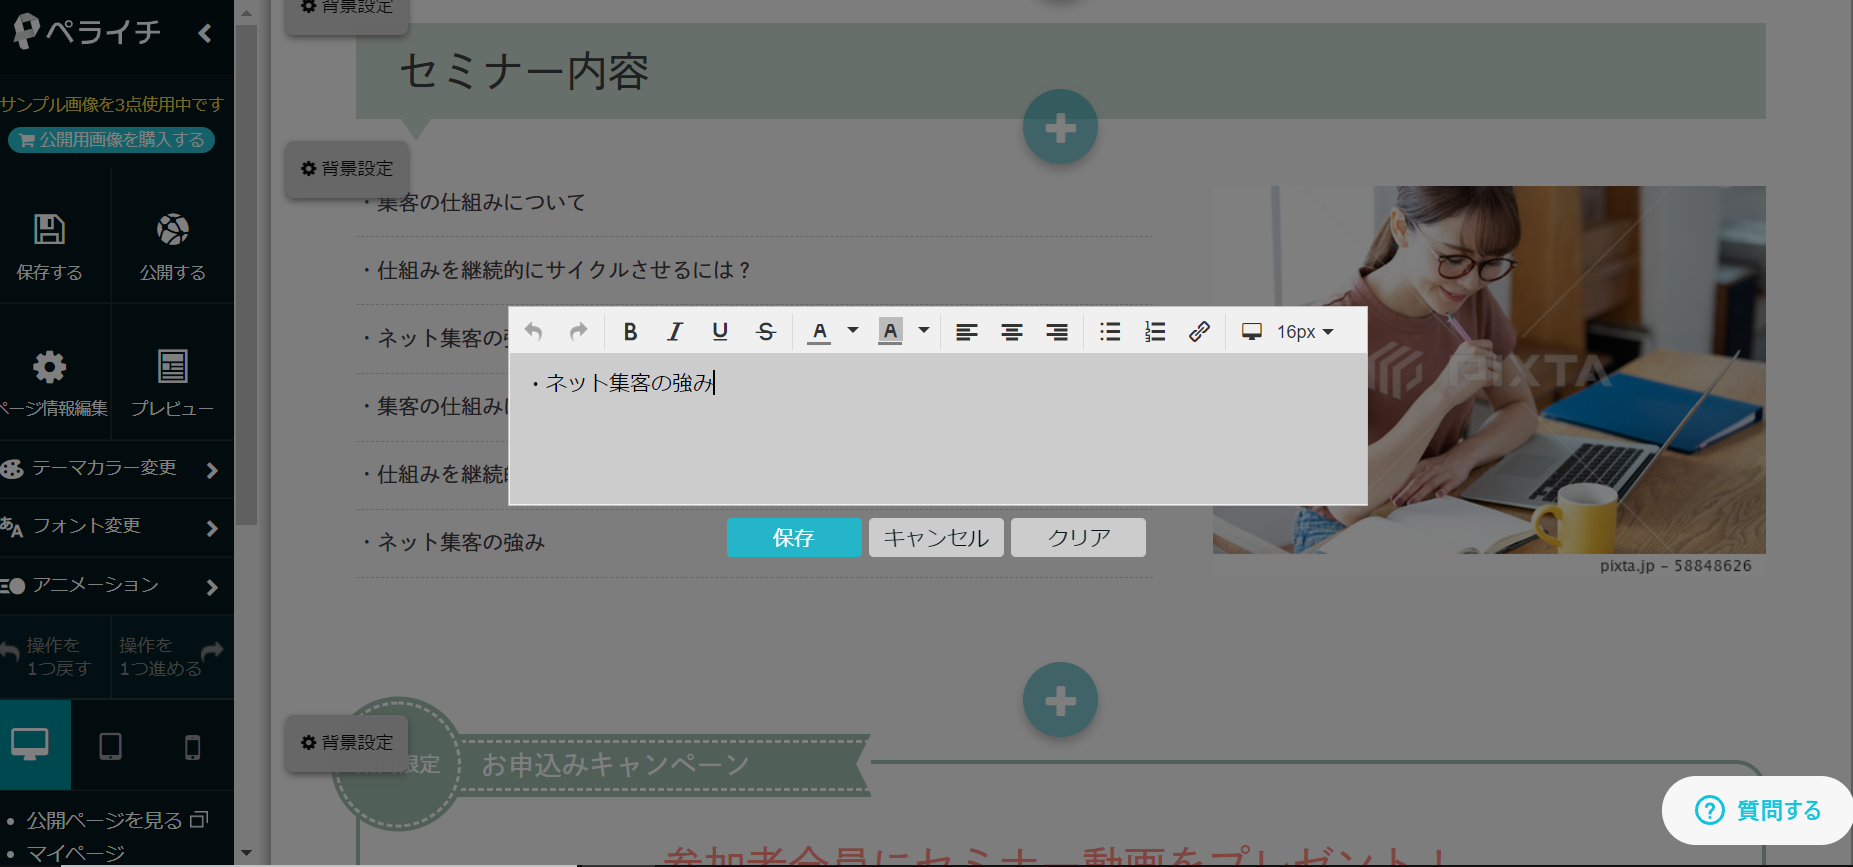 ペライチ
サンプル画像を3点使用中です
公開用画像を購入する
保存する
公開する
ページ情報編集
プレビュー
テーマカラー変更
フォント変更
アニメーション
操作を
1つ戻す
操作を
1つ進める
公開ページを見る
マイページ
背景設定
セミナー内容
背景設定
・集客の仕組みについて
・仕組みを継続的にサイクルさせるには？
・ネット集客の
・集客の仕組み
・仕組みを継続
・ネット集客の強み
B I U S A A 16px
・ネット集客の強み
保存
キャンセル
クリア
PIXTA
pixta.jp - 58848626
背景設定
限定
お申込みキャンペーン
参加者全員にセミナー動画をプレゼント！
質問する